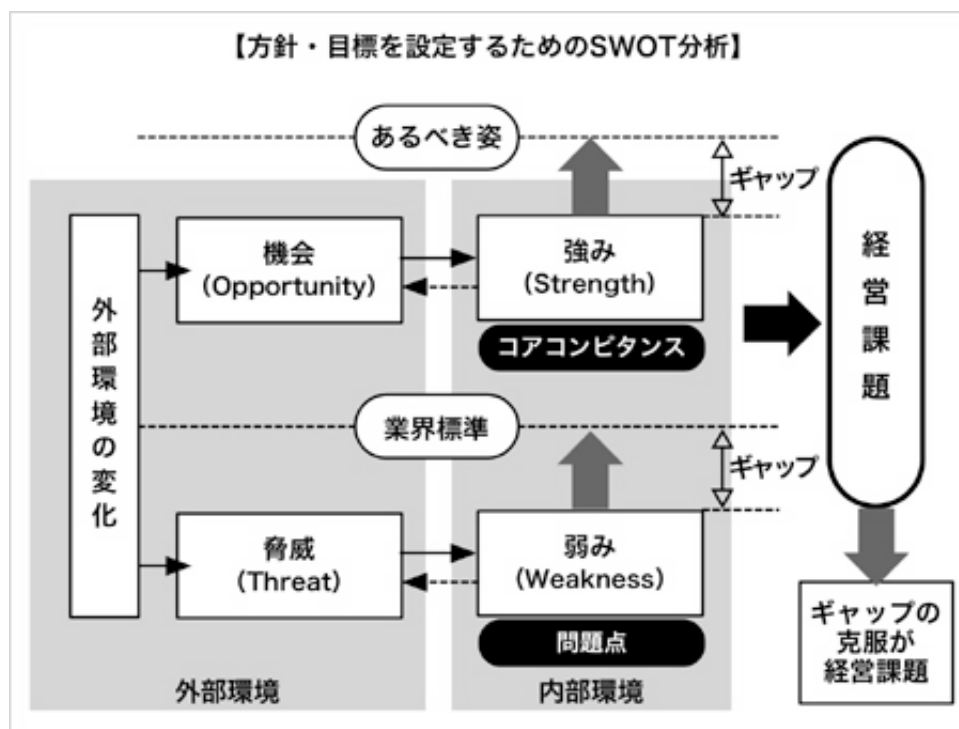 【方針・目標を設定するためのSWOT分析】
あるべき姿
ギャップ
機会
(Opportunity)
強み
(Strength)
コアコンピタンス
外部環境の変化
業界標準
ギャップ
脅威
(Threat)
弱み
(Weakness)
問題点
外部環境
内部環境
経営課題
ギャップの
克服が
経営課題